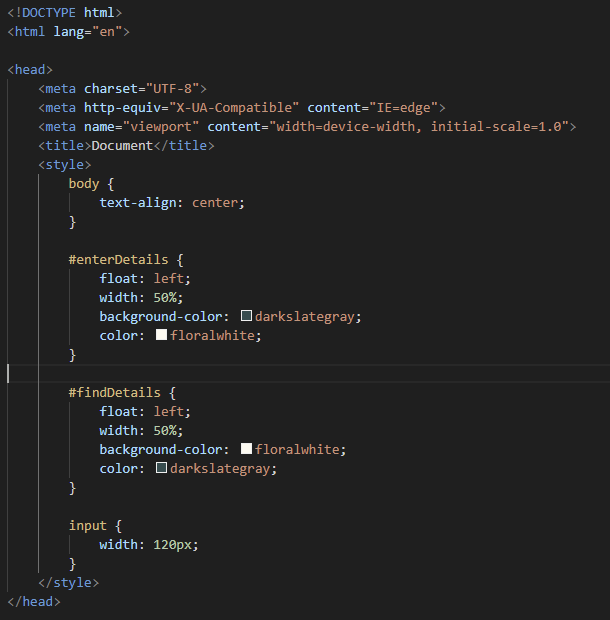 <!DOCTYPE html>
<html lang="en">
<head>
<meta charset="UTF-8">
<meta http-equiv="X-UA-Compatible" content="IE=edge">
<meta name="viewport" content="width=device-width, initial-scale=1.0">
<title>Document</title>
<style>
body {
text-align: center;
}
#enterDetails {
float: left;
width: 50%;
background-color: darkslategray;
color: floralwhite;
}
#findDetails {
float: left;
width: 50%;
background-color: floralwhite;
color: darkslategray;
}
input {
width: 120px;
}
</style>
</head>